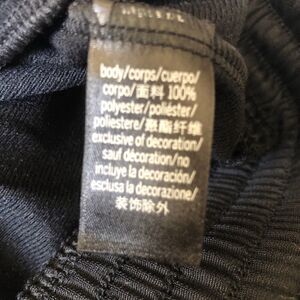 body/corps/cuerpo/
corpo/面料 100%
polyester/poliéster/
poliestere/聚酯纤维
exclusive of decoration/
sauf décoration/no
incluye la decoración/
esclusa la decorazione/
装饰除外